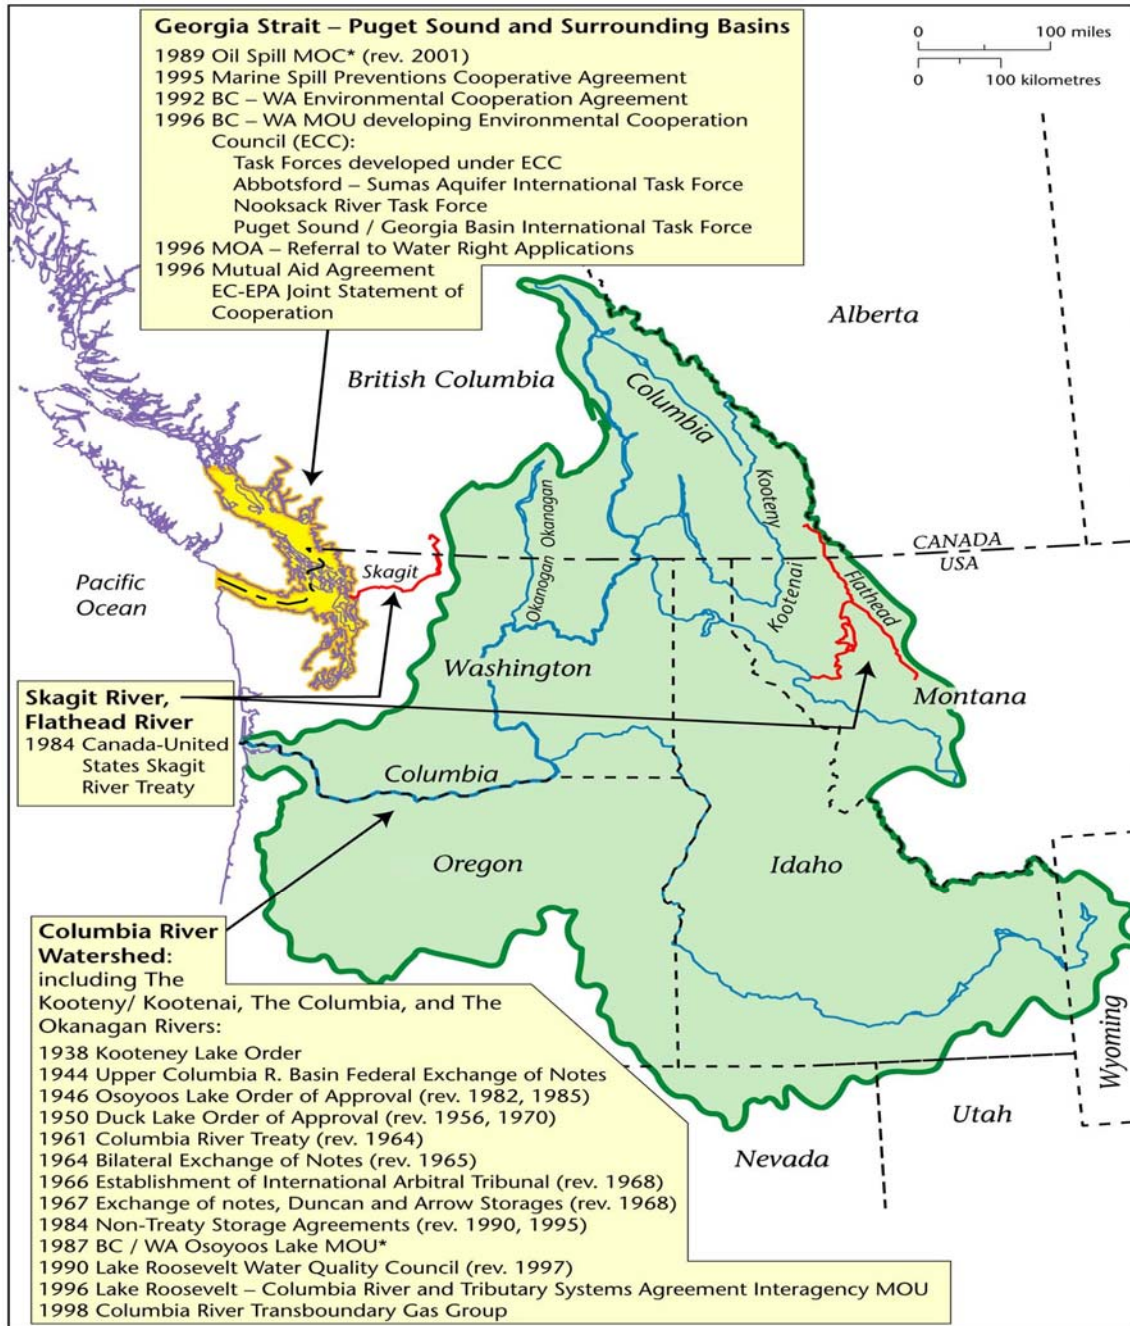 Georgia Strait – Puget Sound and Surrounding Basins
1989 Oil Spill MOC* (rev. 2001)
1995 Marine Spill Preventions Cooperative Agreement
1992 BC – WA Environmental Cooperation Agreement
1996 BC – WA MOU developing Environmental Cooperation
Council (ECC):
Task Forces developed under ECC
Abbotsford – Sumas Aquifer International Task Force
Nooksack River Task Force
Puget Sound / Georgia Basin International Task Force
1996 MOA – Referral to Water Right Applications
1996 Mutual Aid Agreement
EC-EPA Joint Statement of
Cooperation
0 100 miles
0 100 kilometres
Alberta
British Columbia
Columbia
Kooteny
Okanagan
Okanogan
CANADA
USA
Skagit
Kootenai
Flathead
Pacific
Ocean
Washington
Montana
Skagit River,
Flathead River
1984 Canada-United
States Skagit
River Treaty
Columbia
Oregon
Idaho
Columbia River
Watershed:
including The
Kooteny/ Kootenai, The Columbia, and The
Okanagan Rivers:
1938 Kooteney Lake Order
1944 Upper Columbia R. Basin Federal Exchange of Notes
1946 Osoyoos Lake Order of Approval (rev. 1982, 1985)
1950 Duck Lake Order of Approval (rev. 1956, 1970)
1961 Columbia River Treaty (rev. 1964)
1964 Bilateral Exchange of Notes (rev. 1965)
1966 Establishment of International Arbitral Tribunal (rev. 1968)
1967 Exchange of notes, Duncan and Arrow Storages (rev. 1968)
1984 Non-Treaty Storage Agreements (rev. 1990, 1995)
1987 BC / WA Osoyoos Lake MOU*
1990 Lake Roosevelt Water Quality Council (rev. 1997)
1996 Lake Roosevelt – Columbia River and Tributary Systems Agreement Interagency MOU
1998 Columbia River Transboundary Gas Group
Wyoming
Utah
Nevada